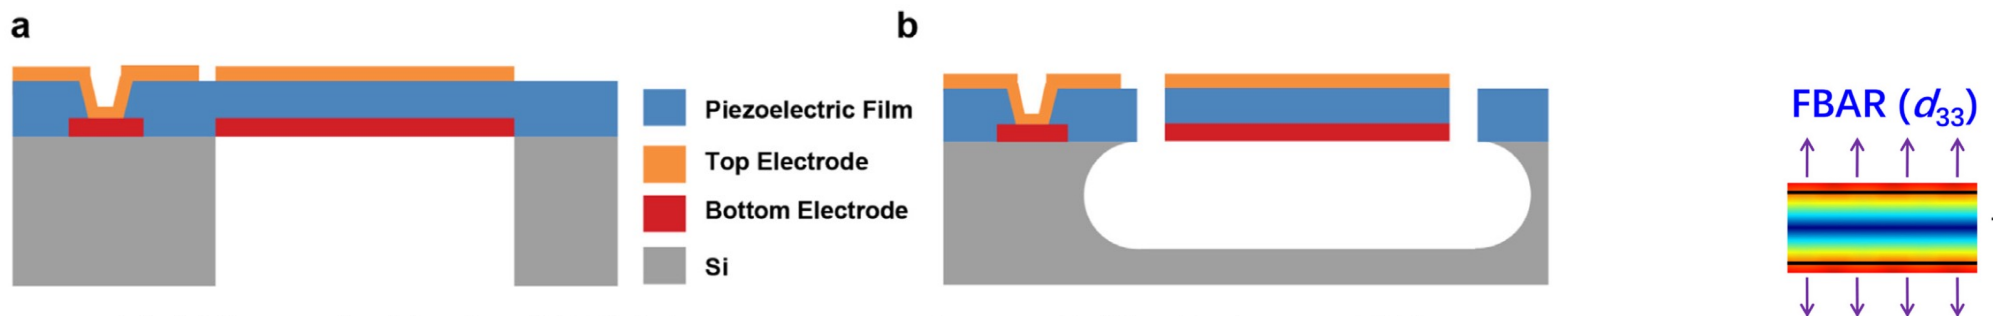 a
b
Piezoelectric Film
Top Electrode
Bottom Electrode
Si
FBAR (d33)